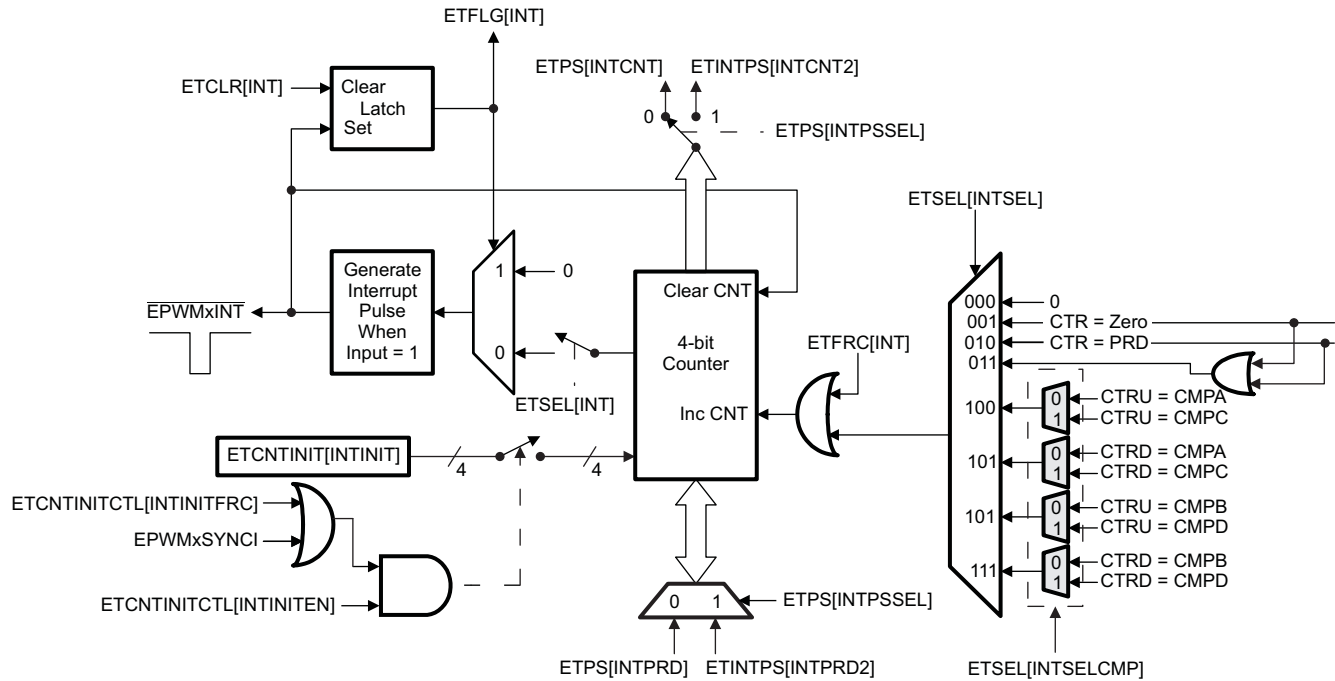 ETFLG[INT]
ETCLR[INT]
Clear
Latch
Set
ETPS[INTCNT]
ETINTPS[INTCNT2]
0
1
ETPS[INTPSSEL]
ETSEL[INTSEL]
EPWMxINT
Generate
Interrupt
Pulse
When
Input = 1
1
0
0
ETSEL[INT]
Clear CNT
4-bit
Counter
Inc CNT
ETFRC[INT]
000
0
001
CTR = Zero
010
CTR = PRD
011
100
0
CTRU = CMPA
1
CTRU = CMPC
101
0
CTRD = CMPA
1
CTRD = CMPC
101
0
CTRU = CMPB
1
CTRU = CMPD
111
0
CTRD = CMPB
1
CTRD = CMPD
ETSEL[INTSELCMP]
ETCNTINIT[INTINIT]
4
4
ETCNTINITCTL[INTINITFRC]
EPWMxSYNCI
ETCNTINITCTL[INTINITEN]
0
1
ETPS[INTPSSEL]
ETPS[INTPRD]
ETINTPS[INTPRD2]